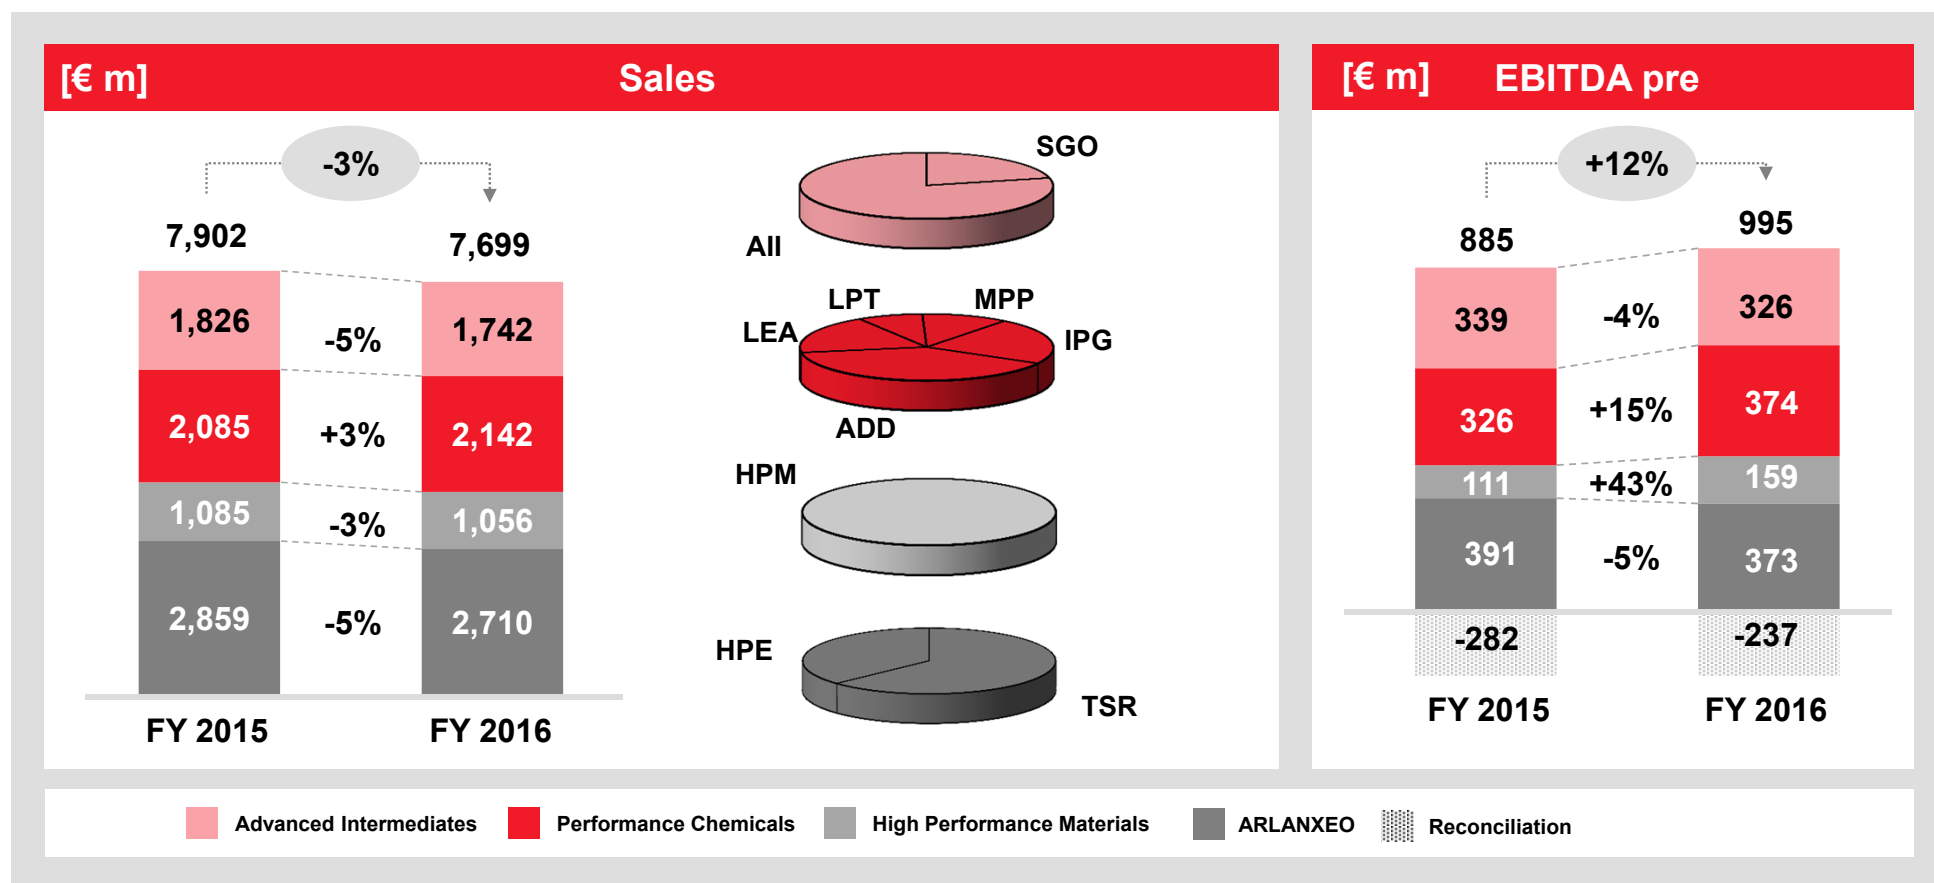 [€ m] Sales
-3%
7,902
7,699
1,826
-5%
1,742
2,085
+3%
2,142
1,085
-3%
1,056
2,859
-5%
2,710
FY 2015
FY 2016
SGO
AII
LPT
MPP
LEA
IPG
ADD
HPM
HPE
TSR
[€ m] EBITDA pre
+12%
885
995
339
-4%
326
326
+15%
374
111
+43%
159
391
-5%
373
-282
-237
FY 2015
FY 2016
Advanced Intermediates
Performance Chemicals
High Performance Materials
ARLANXEO
Reconciliation